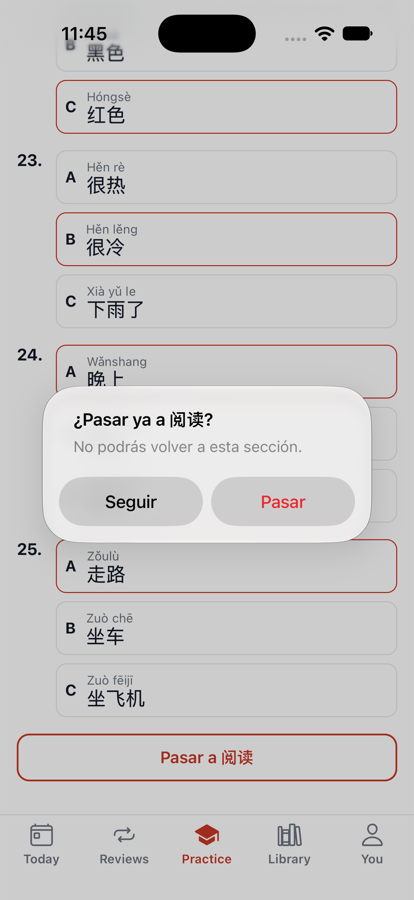 11:45
B 黑色
Hóngsè
C 红色
23.
Hěn rè
A 很热
Hěn lěng
B 很冷
Xià yǔ le
C 下雨了
24.
Wǎnshang
A 晚上
¿Pasar ya a 阅读?
No podrás volver a esta sección.
Seguir
Pasar
25.
Zǒulù
A 走路
Zuò chē
B 坐车
Zuò fēijī
C 坐飞机
Pasar a 阅读
Today
Reviews
Practice
Library
You